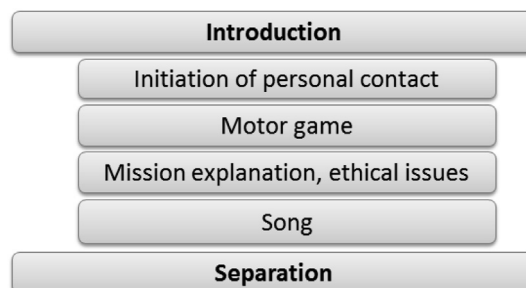 Introduction
Initiation of personal contact
Motor game
Mission explanation, ethical issues
Song
Separation